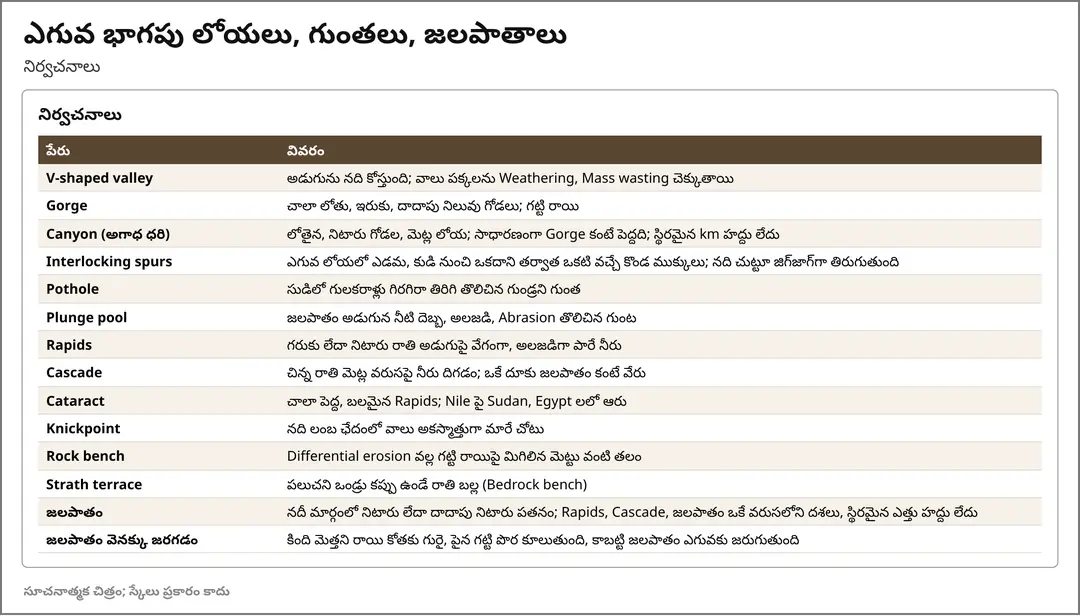 ఎగువ భాగపు లోయలు, గుంతలు, జలపాతాలు
నిర్వచనాలు
నిర్వచనాలు
పేరు వివరం
V-shaped valley అడుగును నది కోస్తుంది; వాలు పక్కలను Weathering, Mass wasting చెక్కుతాయి
Gorge చాలా లోతు, ఇరుకు, దాదాపు నిలువు గోడలు; గట్టి రాయి
Canyon (అగాధ ధరి) లోతైన, నిటారు గోడల, మెట్ల లోయ; సాధారణంగా Gorge కంటే పెద్దది; స్థిరమైన km హద్దు లేదు
Interlocking spurs ఎగువ లోయలో ఎడమ, కుడి నుంచి ఒకదాని తర్వాత ఒకటి వచ్చే కొండ ముక్కులు; నది చుట్టూ జిగ్‌జాగ్‌గా తిరుగుతుంది
Pothole సుడిలో గులకరాళ్లు గిరగిరా తిరిగి తొలిచిన గుండ్రని గుంత
Plunge pool జలపాతం అడుగున నీటి దెబ్బ, అలజడి, Abrasion తొలిచిన గుంట
Rapids గరుకు లేదా నిటారు రాతి అడుగుపై వేగంగా, అలజడిగా పారే నీరు
Cascade చిన్న రాతి మెట్ల వరుసపై నీరు దిగడం; ఒకే దూకు జలపాతం కంటే వేరు
Cataract చాలా పెద్ద, బలమైన Rapids; Nile పై Sudan, Egypt లలో ఆరు
Knickpoint నది లంబ ఛేదంలో వాలు అకస్మాత్తుగా మారే చోటు
Rock bench Differential erosion వల్ల గట్టి రాయిపై మిగిలిన మెట్టు వంటి తలం
Strath terrace పలుచని ఒండ్రు కప్పు ఉండే రాతి బల్ల (Bedrock bench)
జలపాతం నదీ మార్గంలో నిటారు లేదా దాదాపు నిటారు పతనం; Rapids, Cascade, జలపాతం ఒకే వరుసలోని దశలు, స్థిరమైన ఎత్తు హద్దు లేదు
జలపాతం వెనక్కు జరగడం కింది మెత్తని రాయి కోతకు గురై, పైన గట్టి పొర కూలుతుంది, కాబట్టి జలపాతం ఎగువకు జరుగుతుంది
సూచనాత్మక చిత్రం; స్కేలు ప్రకారం కాదు